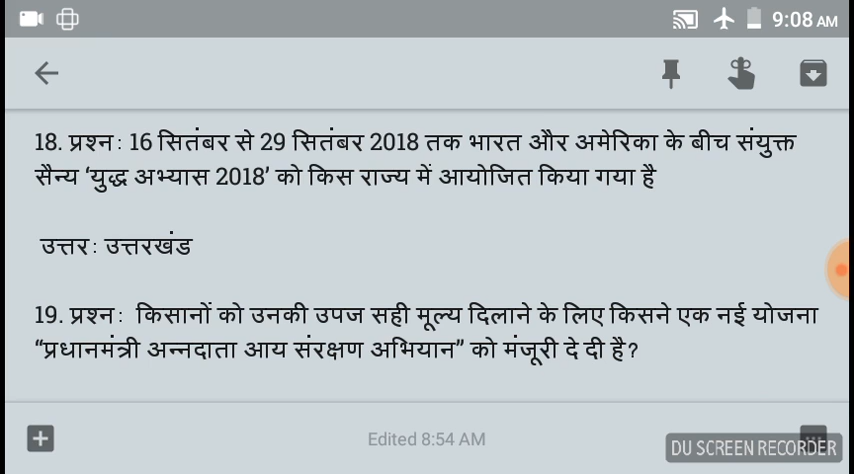 9:08 AM
18. प्रश्न: 16 सितंबर से 29 सितंबर 2018 तक भारत और अमेरिका के बीच संयुक्त
सैन्य ‘युद्ध अभ्यास 2018’ को किस राज्य में आयोजित किया गया है
उत्तर: उत्तरखंड
19. प्रश्न: किसानों को उनकी उपज सही मूल्य दिलाने के लिए किसने एक नई योजना
“प्रधानमंत्री अन्नदाता आय संरक्षण अभियान” को मंजूरी दे दी है?
Edited 8:54 AM
DU SCREEN RECORDER